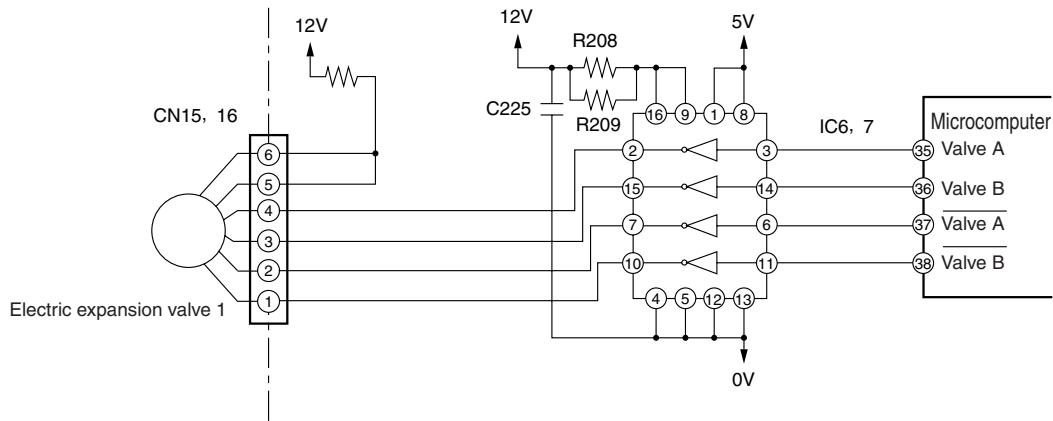 12V
12V
5V
R208
C225
R209
CN15, 16
16
9
1
8
IC6, 7
Microcomputer
6
2
3
35
Valve A
5
4
15
14
36
Valve B
3
7
6
37
Valve A
2
10
11
38
Valve B
1
4
5
12
13
Electric expansion valve 1
0V